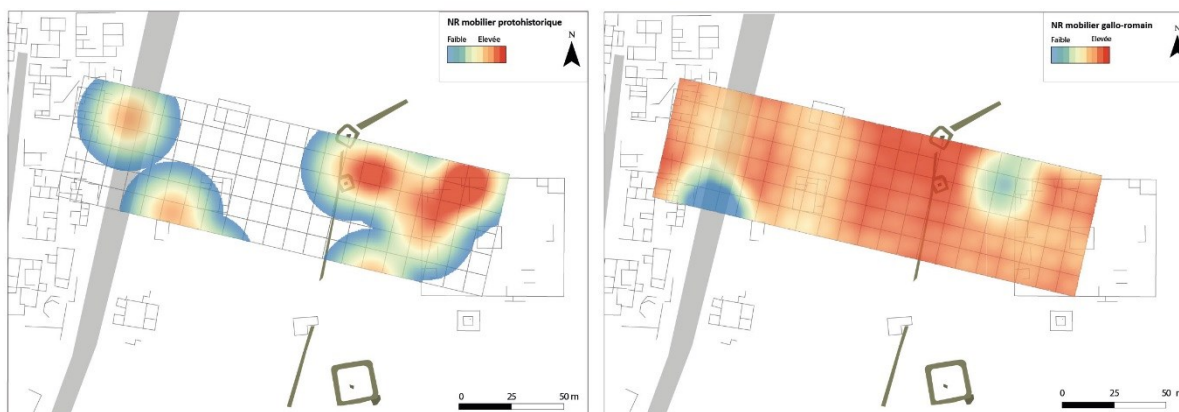 NR mobilier protohistorique
Faible Elevée
N
0 25 50 m
NR mobilier gallo-romain
Faible Elevée
N
0 25 50 m